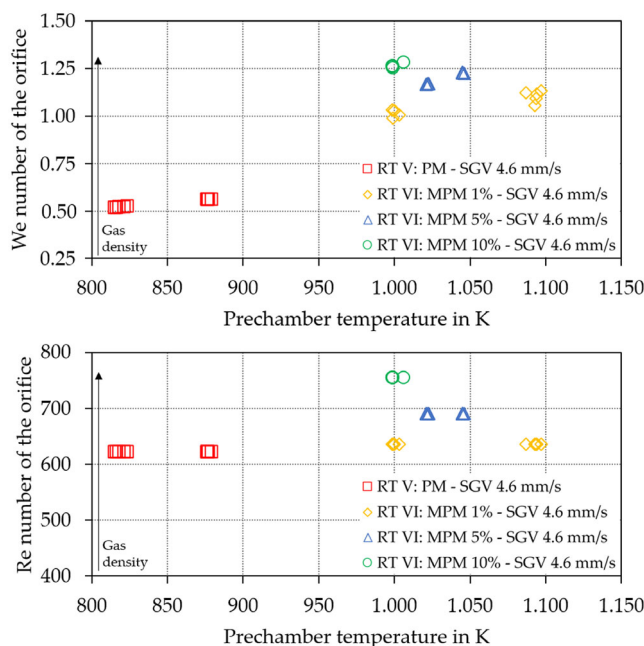 We number of the orifice
1.50
1.25
1.00
0.75
0.50
0.25
Gas
density
RT V: PM - SGV 4.6 mm/s
RT VI: MPM 1% - SGV 4.6 mm/s
RT VI: MPM 5% - SGV 4.6 mm/s
RT VI: MPM 10% - SGV 4.6 mm/s
800 850 900 950 1.000 1.050 1.100 1.150
Prechamber temperature in K
Re number of the orifice
800
700
600
500
400
Gas
density
RT V: PM - SGV 4.6 mm/s
RT VI: MPM 1% - SGV 4.6 mm/s
RT VI: MPM 5% - SGV 4.6 mm/s
RT VI: MPM 10% - SGV 4.6 mm/s
800 850 900 950 1.000 1.050 1.100 1.150
Prechamber temperature in K